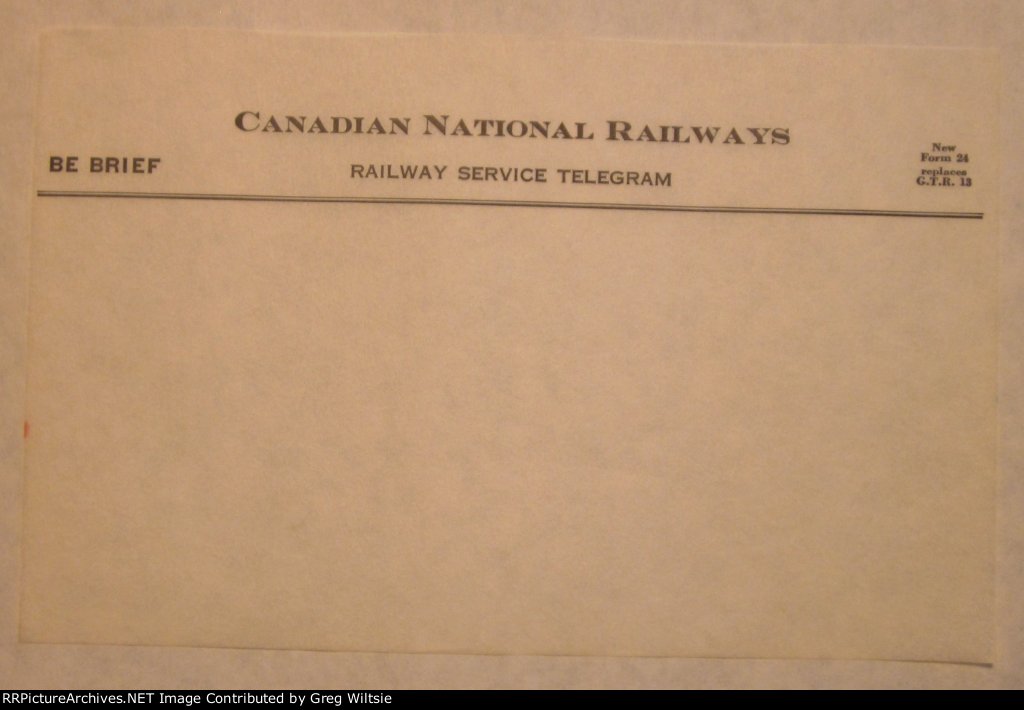 CANADIAN NATIONAL RAILWAYS
BE BRIEF
RAILWAY SERVICE TELEGRAM
New
Form 24
replaces
G.T.R. 13
RRPictureArchives.NET Image Contributed by Greg Wiltsie